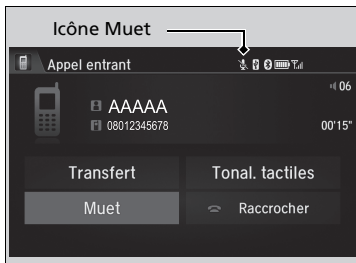 Icône Muet
Appel entrant
06
AAAAA
08012345678
00'15"
Transfert
Tonal. tactiles
Muet
Raccrocher